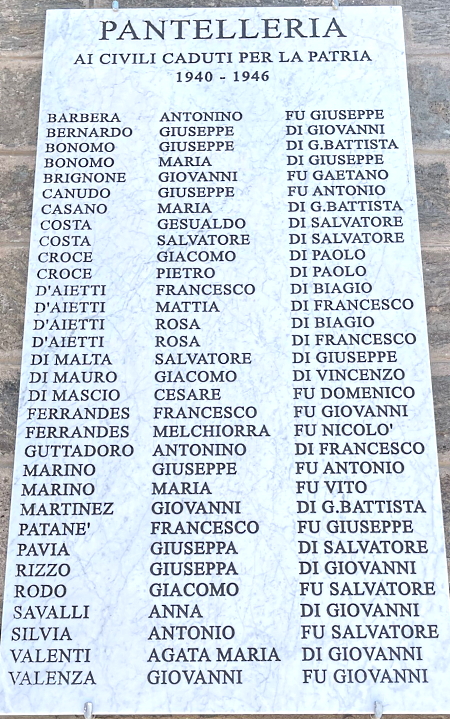 PANTELLERIA
AI CIVILI CADUTI PER LA PATRIA
1940 - 1946
BARBERA ANTONINO FU GIUSEPPE
BERNARDO GIUSEPPE DI GIOVANNI
BONOMO GIUSEPPE DI G.BATTISTA
BONOMO MARIA DI GIUSEPPE
BRIGNONE GIOVANNI FU GAETANO
CANUDO GIUSEPPE FU ANTONIO
CASANO MARIA DI G.BATTISTA
COSTA GESUALDO DI SALVATORE
COSTA SALVATORE DI SALVATORE
CROCE GIACOMO DI PAOLO
CROCE PIETRO DI PAOLO
D'AIETTI FRANCESCO DI BIAGIO
D'AIETTI MATTIA DI FRANCESCO
D'AIETTI ROSA DI BIAGIO
D'AIETTI ROSA DI FRANCESCO
DI MALTA SALVATORE DI GIUSEPPE
DI MAURO GIACOMO DI VINCENZO
DI MASCIO CESARE FU DOMENICO
FERRANDES FRANCESCO FU GIOVANNI
FERRANDES MELCHIORRA FU NICOLO'
GUTTADORO ANTONINO DI FRANCESCO
MARINO GIUSEPPE FU ANTONIO
MARINO MARIA FU VITO
MARTINEZ GIOVANNI DI G.BATTISTA
PATANE' FRANCESCO FU GIUSEPPE
PAVIA GIUSEPPA DI SALVATORE
RIZZO GIUSEPPA DI GIOVANNI
RODO GIACOMO FU SALVATORE
SAVALLI ANNA DI GIOVANNI
SILVIA ANTONIO FU SALVATORE
VALENTI AGATA MARIA DI GIOVANNI
VALENZA GIOVANNI FU GIOVANNI